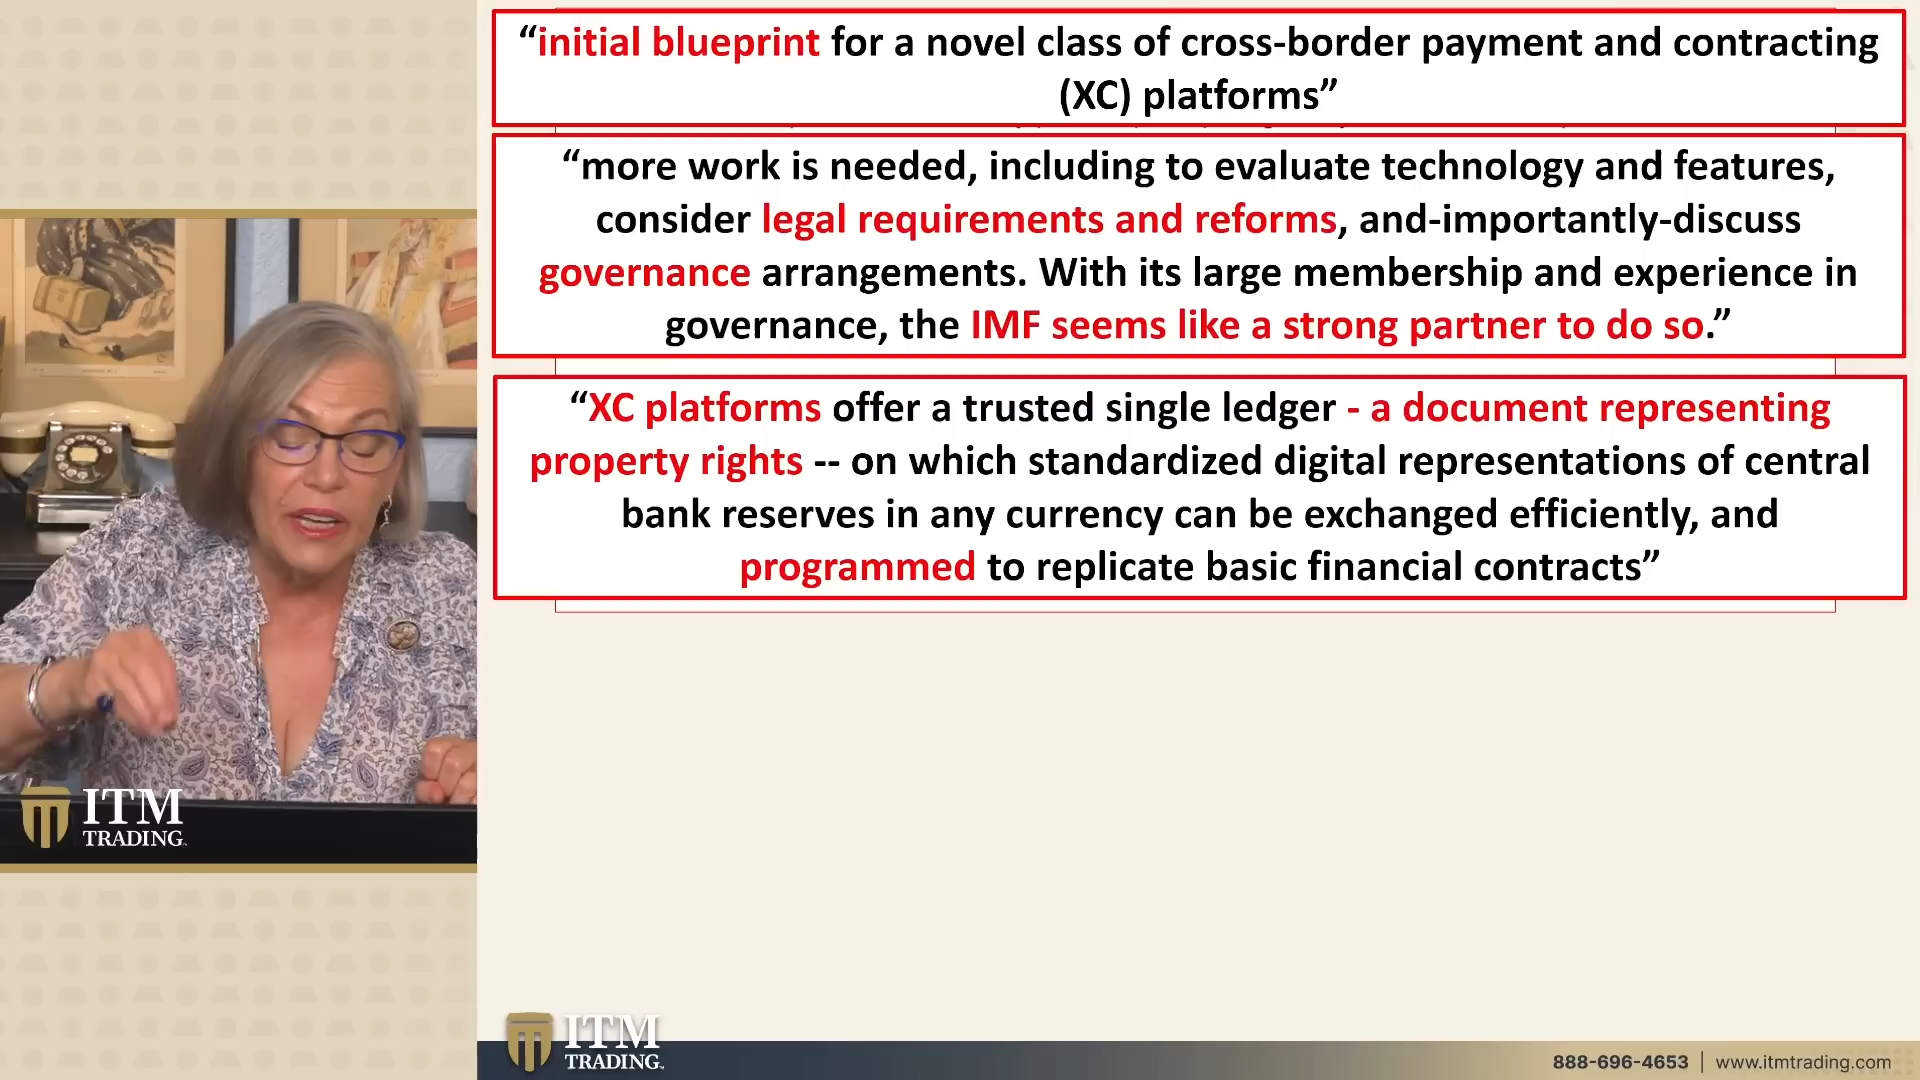 “initial blueprint for a novel class of cross-border payment and contracting
(XC) platforms”
“more work is needed, including to evaluate technology and features,
consider legal requirements and reforms, and-importantly-discuss
governance arrangements. With its large membership and experience in
governance, the IMF seems like a strong partner to do so.”
“XC platforms offer a trusted single ledger - a document representing
property rights -- on which standardized digital representations of central
bank reserves in any currency can be exchanged efficiently, and
programmed to replicate basic financial contracts”
ITM
TRADING
ITM
TRADING
888-696-4653 | www.itmtrading.com